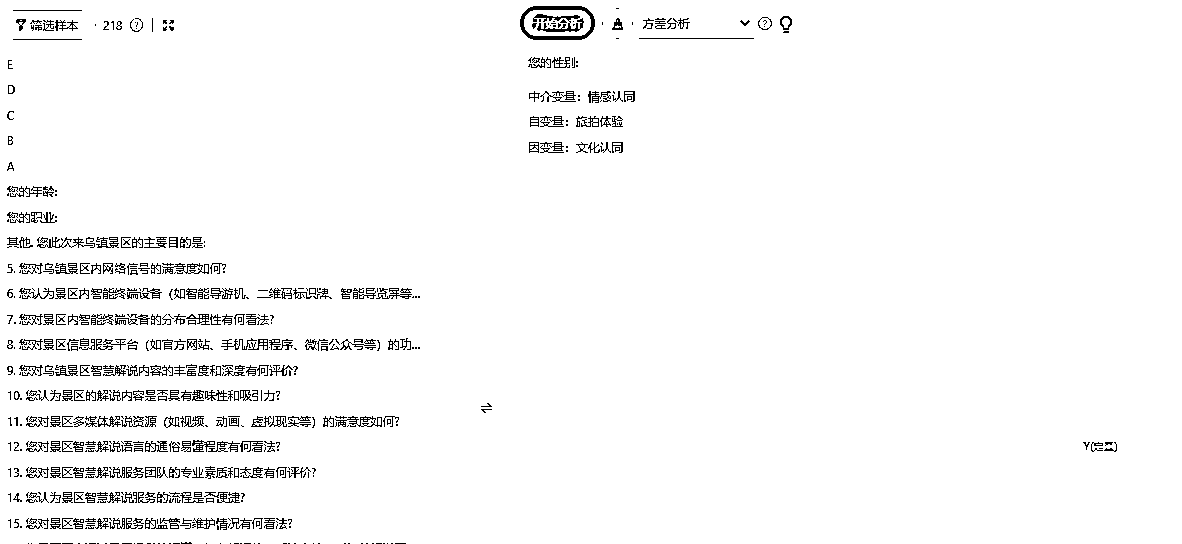 筛选样本 · 218
开始分析 方差分析
您的性别:
中介变量：情感认同
自变量：旅拍体验
因变量：文化认同
E
D
C
B
A
您的年龄:
您的职业:
其他. 您此次来乌镇景区的主要目的是:
5. 您对乌镇景区内网络信号的满意度如何?
6. 您认为景区内智能终端设备（如智能导游机、二维码标识牌、智能导览屏等...
7. 您对景区内智能终端设备的分布合理性有何看法?
8. 您对景区信息服务平台（如官方网站、手机应用程序、微信公众号等）的功...
9. 您对乌镇景区智慧解说内容的丰富度和深度有何评价?
10. 您认为景区的解说内容是否具有趣味性和吸引力?
11. 您对景区多媒体解说资源（如视频、动画、虚拟现实等）的满意度如何?
12. 您对景区智慧解说语言的通俗易懂程度有何看法?
13. 您对景区智慧解说服务团队的专业素质和态度有何评价?
14. 您认为景区智慧解说服务的流程是否便捷?
15. 您对景区智慧解说服务的监管与维护情况有何看法?
Y(定量)